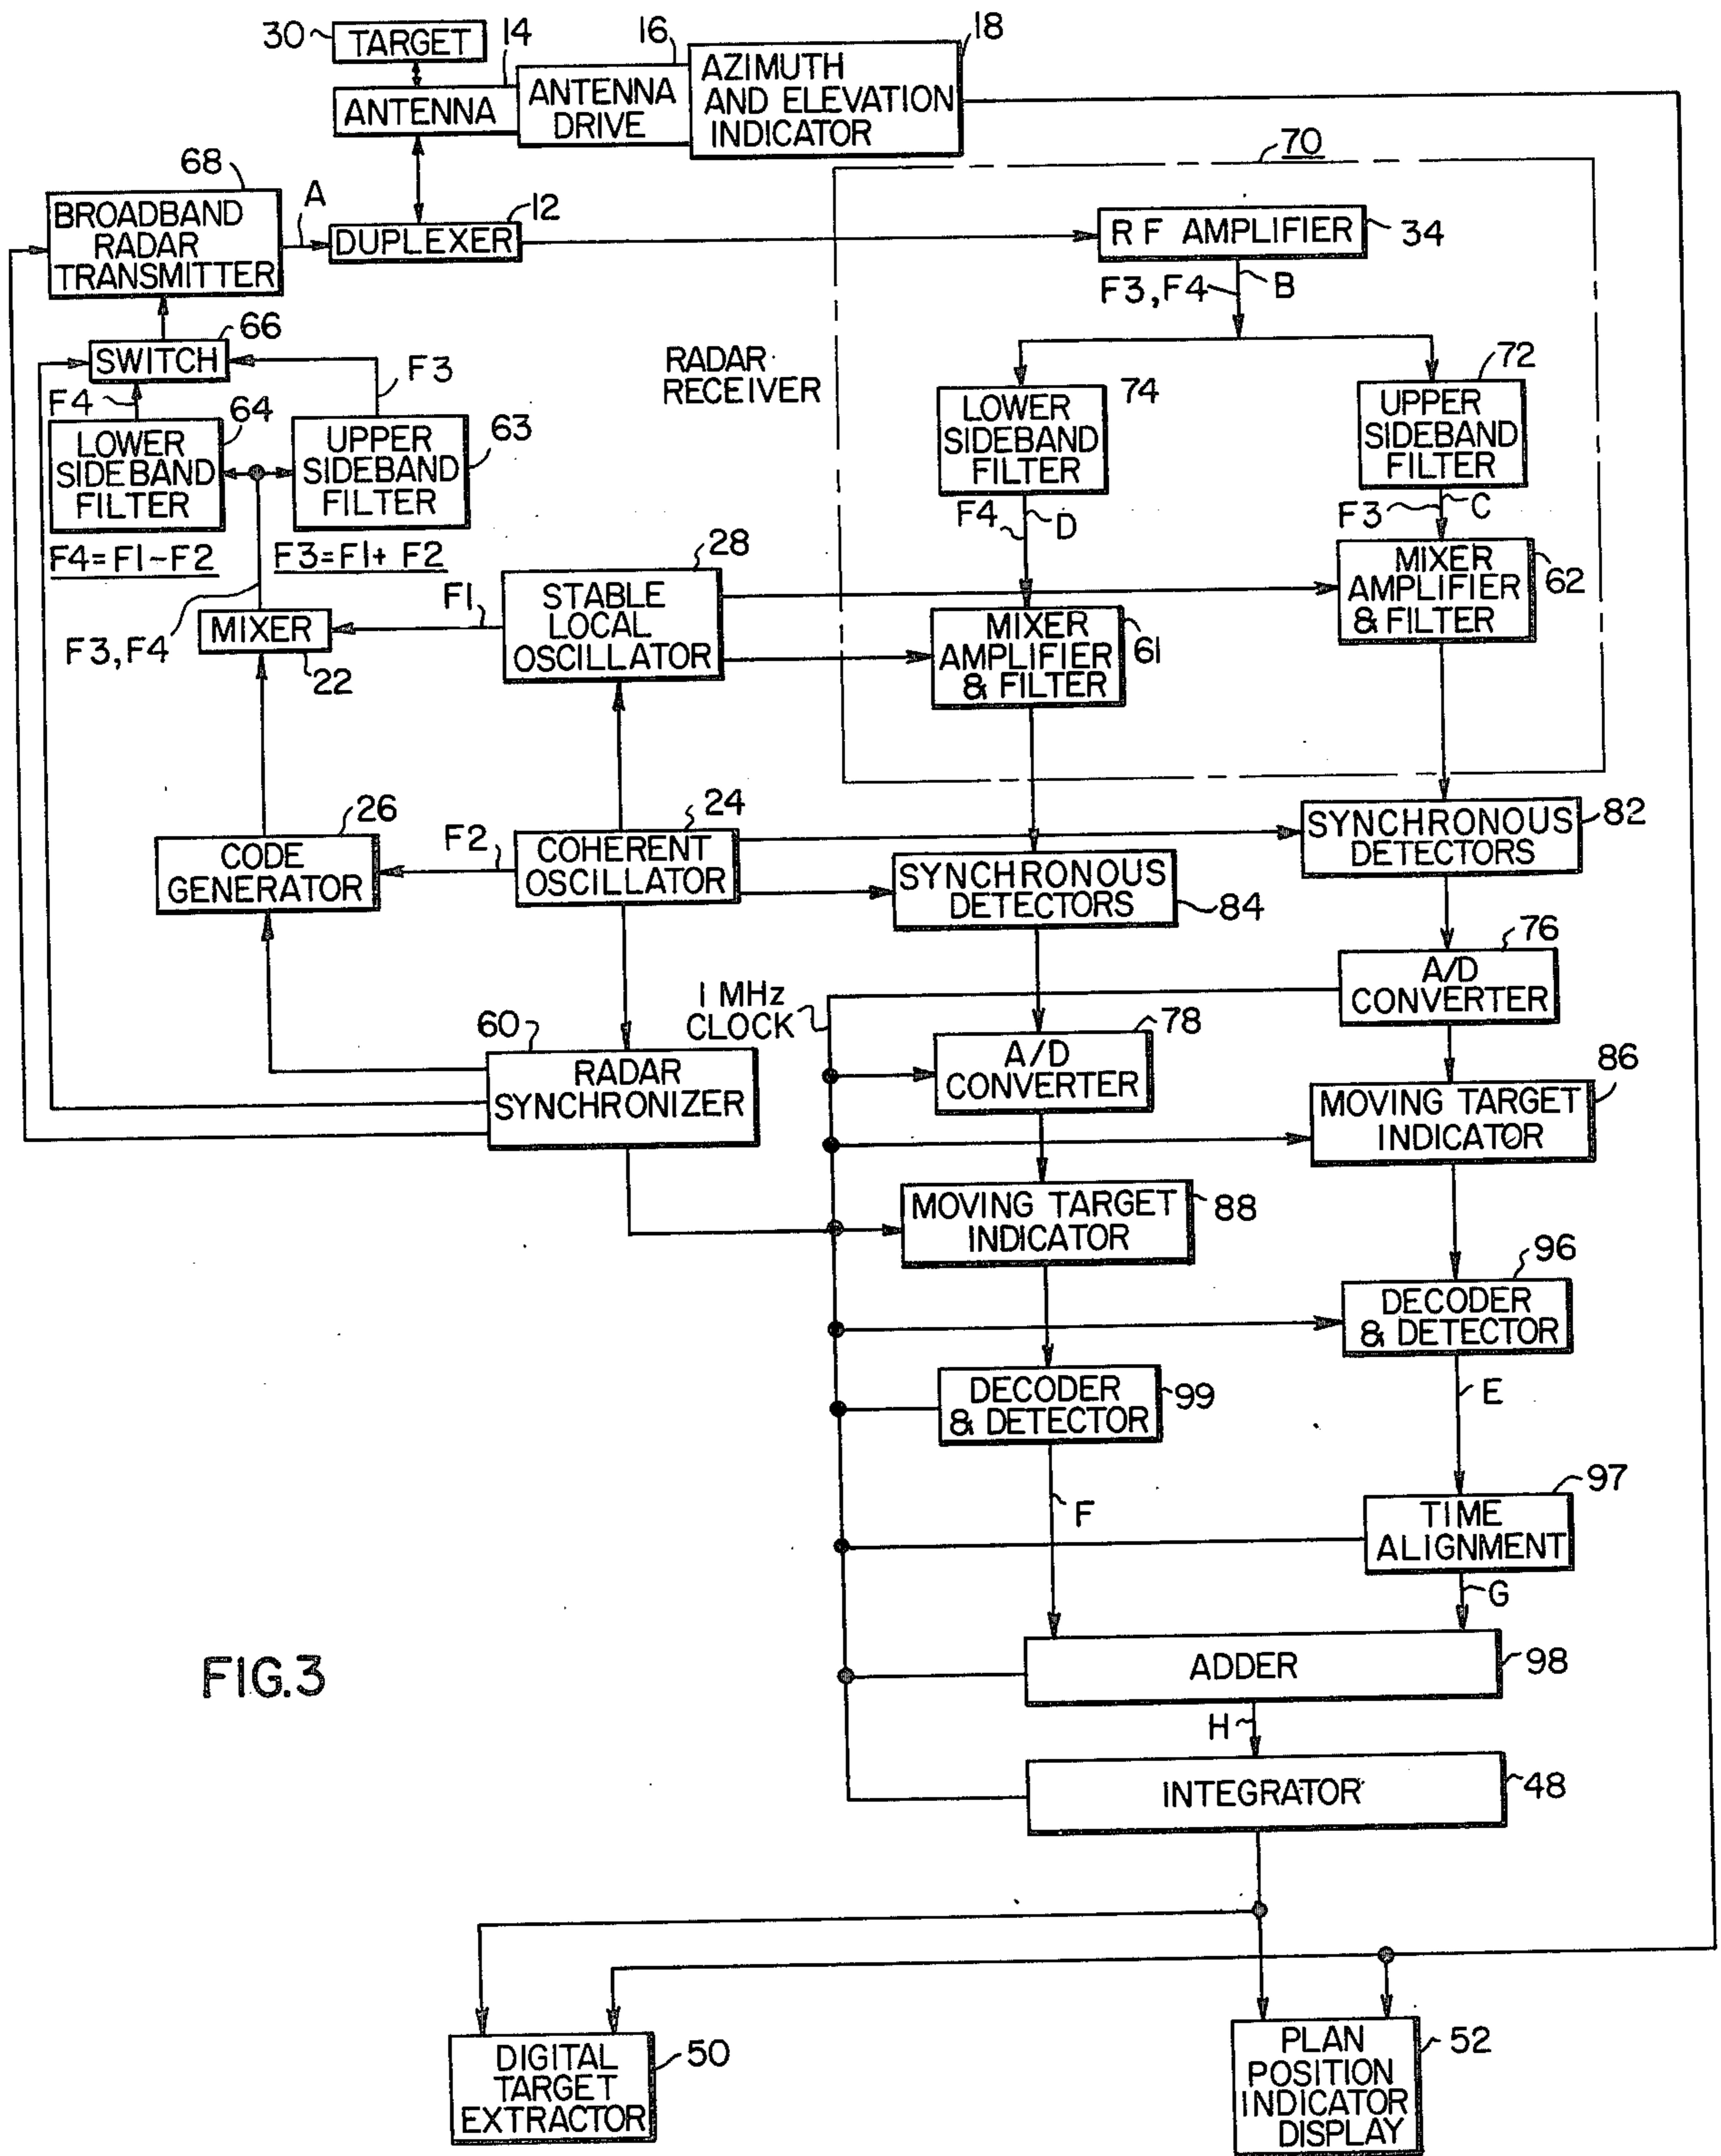 30 TARGET
14
16
18
ANTENNA
ANTENNA
DRIVE
AZIMUTH
AND ELEVATION
INDICATOR
68
BROADBAND
RADAR
TRANSMITTER
A
12
DUPLEXER
70
RF AMPLIFIER
34
F3, F4
B
66
SWITCH
F3
F4
64
LOWER
SIDEBAND
FILTER
63
UPPER
SIDEBAND
FILTER
F4=F1-F2
F3=F1+F2
RADAR
RECEIVER
74
LOWER
SIDEBAND
FILTER
72
UPPER
SIDEBAND
FILTER
F4
D
F3
C
28
STABLE
LOCAL
OSCILLATOR
F1
MIXER
22
F3, F4
MIXER
AMPLIFIER
& FILTER
61
MIXER
AMPLIFIER
& FILTER
62
26
CODE
GENERATOR
F2
24
COHERENT
OSCILLATOR
SYNCHRONOUS
DETECTORS
84
SYNCHRONOUS
DETECTORS
82
1 MHz
CLOCK
76
A/D
CONVERTER
78
A/D
CONVERTER
60
RADAR
SYNCHRONIZER
86
MOVING TARGET
INDICATOR
MOVING TARGET
INDICATOR
88
96
DECODER
& DETECTOR
DECODER
& DETECTOR
99
E
F
97
TIME
ALIGNMENT
G
ADDER
98
H
INTEGRATOR
48
FIG.3
DIGITAL
TARGET
EXTRACTOR
50
PLAN
POSITION
INDICATOR
DISPLAY
52